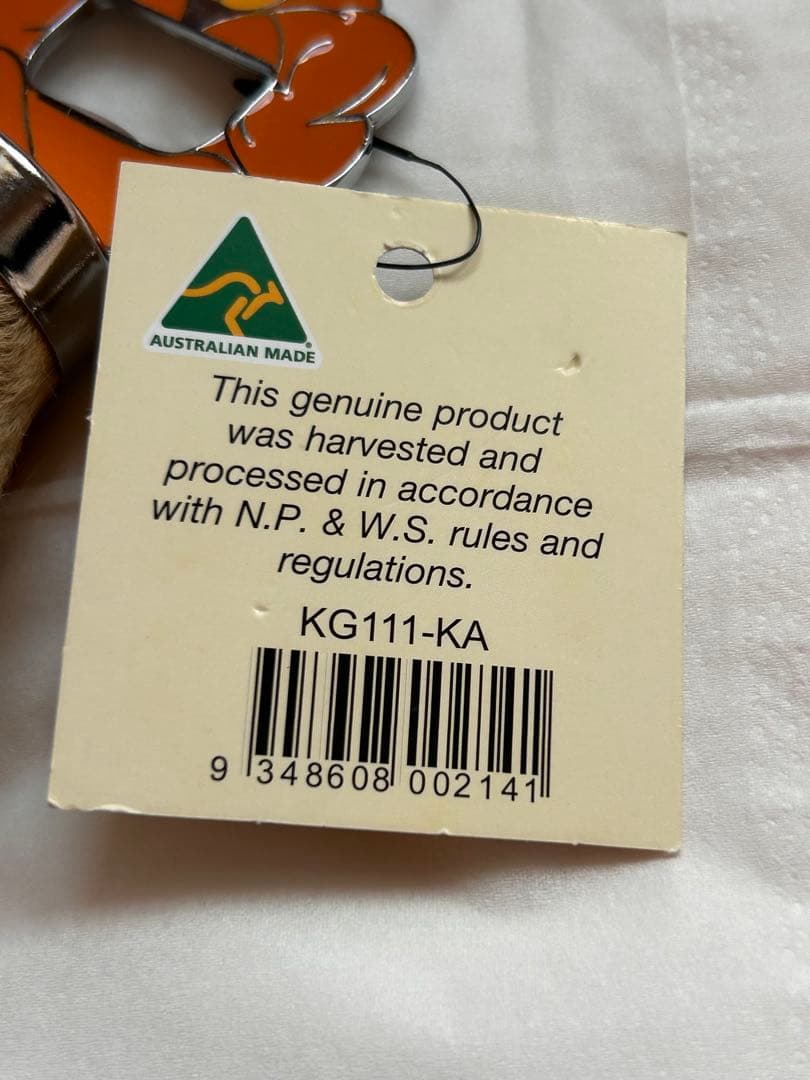 AUSTRALIAN MADE
This genuine product
was harvested and
processed in accordance
with N.P. & W.S. rules and
regulations.
KG111-KA
9 348608 002141